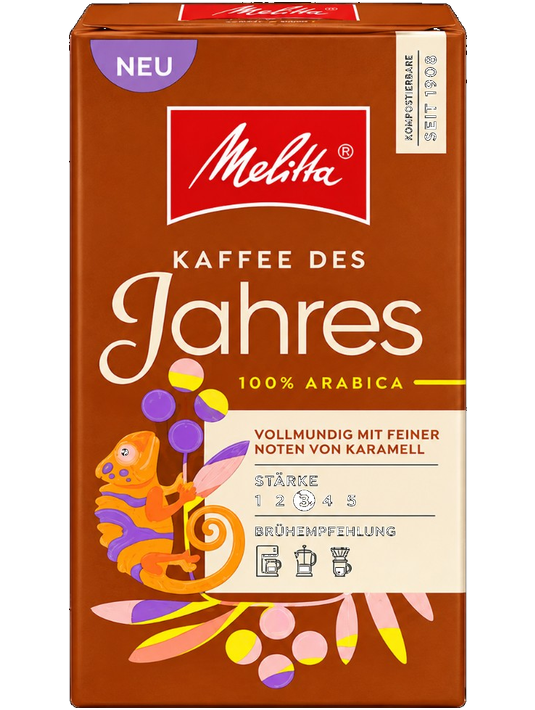 NEU
KOMPOSTIERBARE
SEIT 1908
Melitta®
KAFFEE DES
Jahres
100% ARABICA
VOLLMUNDIG MIT FEINER
NOTEN VON KARAMELL
STÄRKE
1 2 3 4 5
BRÜHEMPFEHLUNG